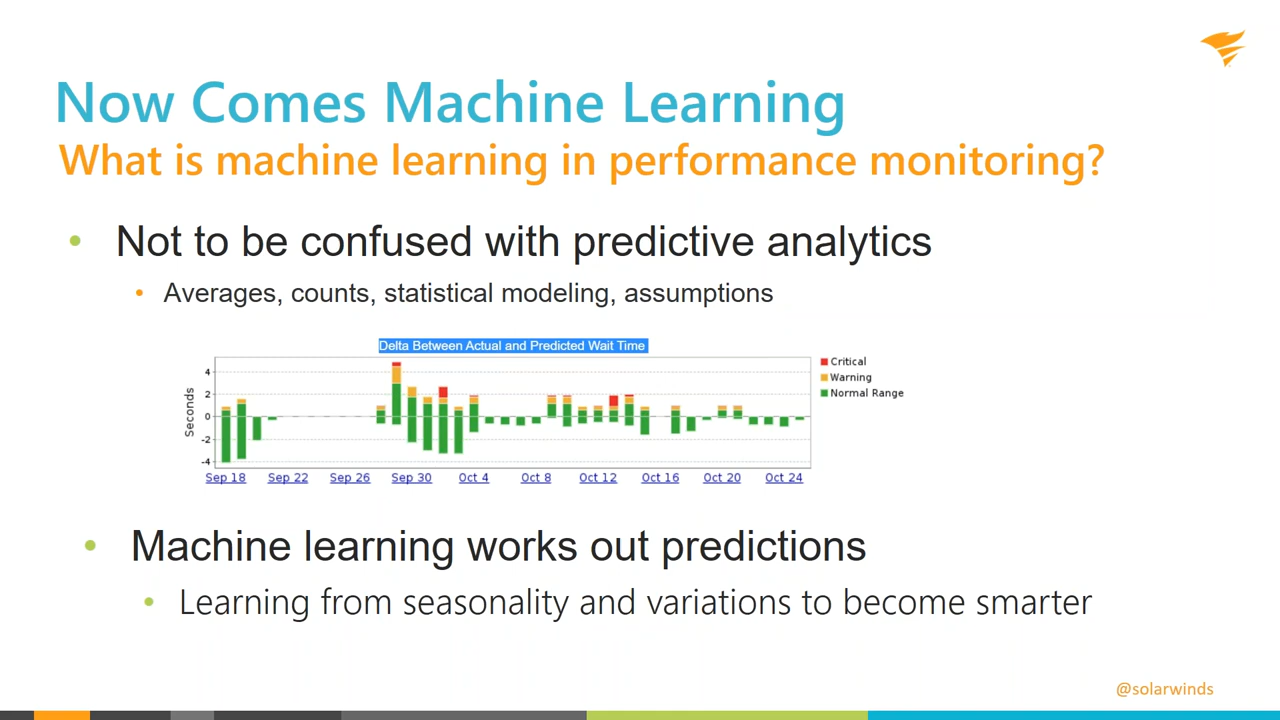 Now Comes Machine Learning
What is machine learning in performance monitoring?
• Not to be confused with predictive analytics
• Averages, counts, statistical modeling, assumptions
Delta Between Actual and Predicted Wait Time
Seconds
4
2
0
-2
-4
Sep 18 Sep 22 Sep 26 Sep 30 Oct 4 Oct 8 Oct 12 Oct 16 Oct 20 Oct 24
Critical
Warning
Normal Range
• Machine learning works out predictions
• Learning from seasonality and variations to become smarter
@solarwinds